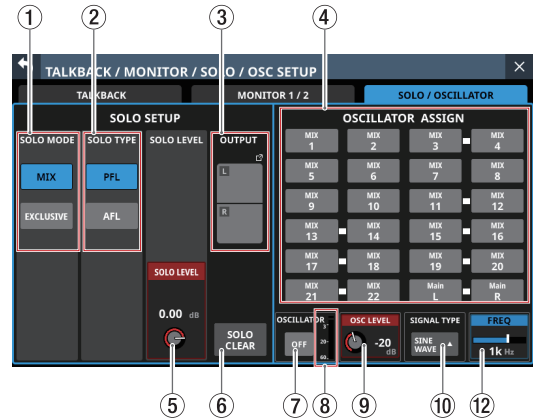 ① ② ③ ④
TALKBACK / MONITOR / SOLO / OSC SETUP
TALKBACK MONITOR 1 / 2 SOLO / OSCILLATOR
SOLO SETUP
SOLO MODE SOLO TYPE SOLO LEVEL OUTPUT
MIX PFL L
EXCLUSIVE AFL R
SOLO LEVEL
0.00 dB
SOLO CLEAR
OSCILLATOR ASSIGN
MIX 1 MIX 2 MIX 3 MIX 4
MIX 5 MIX 6 MIX 7 MIX 8
MIX 9 MIX 10 MIX 11 MIX 12
MIX 13 MIX 14 MIX 15 MIX 16
MIX 17 MIX 18 MIX 19 MIX 20
MIX 21 MIX 22 Main L Main R
OSCILLATOR OSC LEVEL SIGNAL TYPE FREQ
OFF
3
20
60
-20 dB
SINE WAVE
1k Hz
⑤ ⑥ ⑦ ⑧ ⑨ ⑩ ⑫